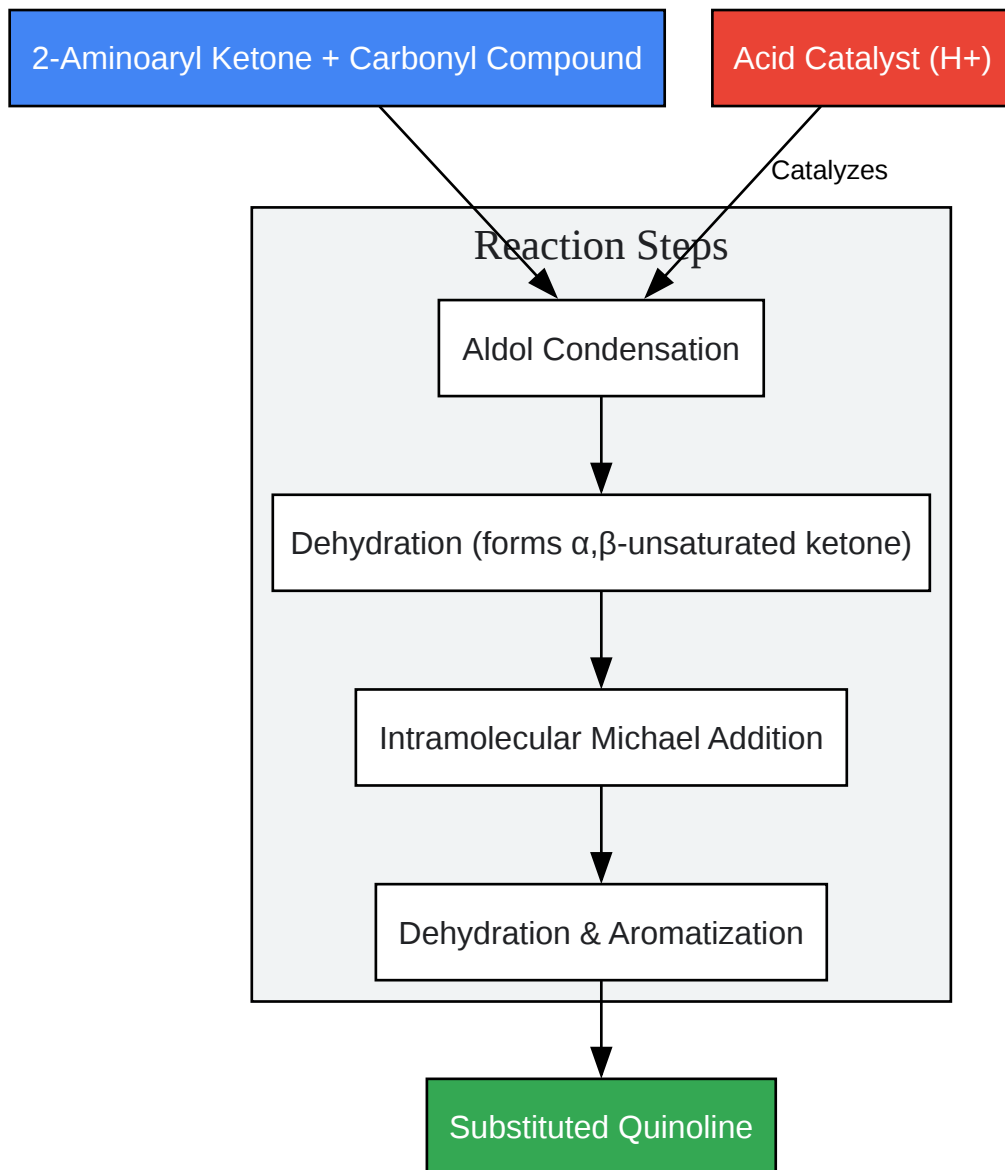 2-Aminoaryl Ketone + Carbonyl Compound
Acid Catalyst (H+)
Catalyzes
Reaction Steps
Aldol Condensation
Dehydration (forms α,β-unsaturated ketone)
Intramolecular Michael Addition
Dehydration & Aromatization
Substituted Quinoline